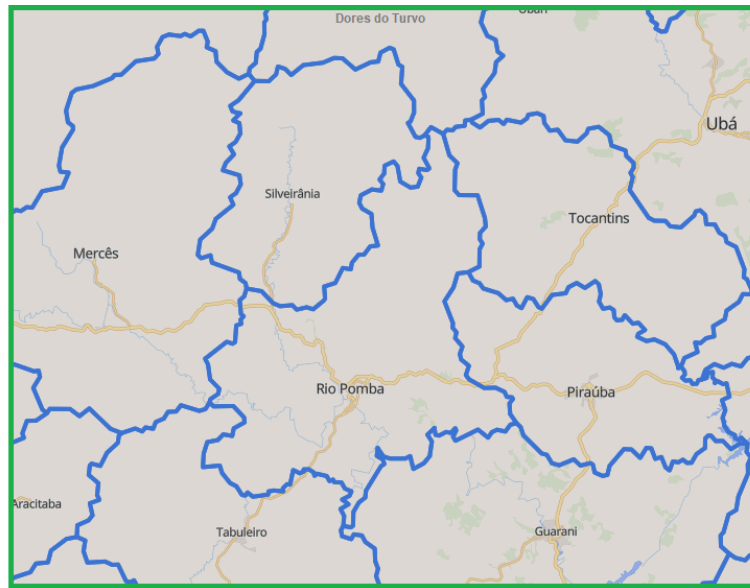 Dores do Turvo
Ubá
Silveirânia
Tocantins
Mercês
Rio Pomba
Piraúba
Aracitaba
Tabuleiro
Guarani